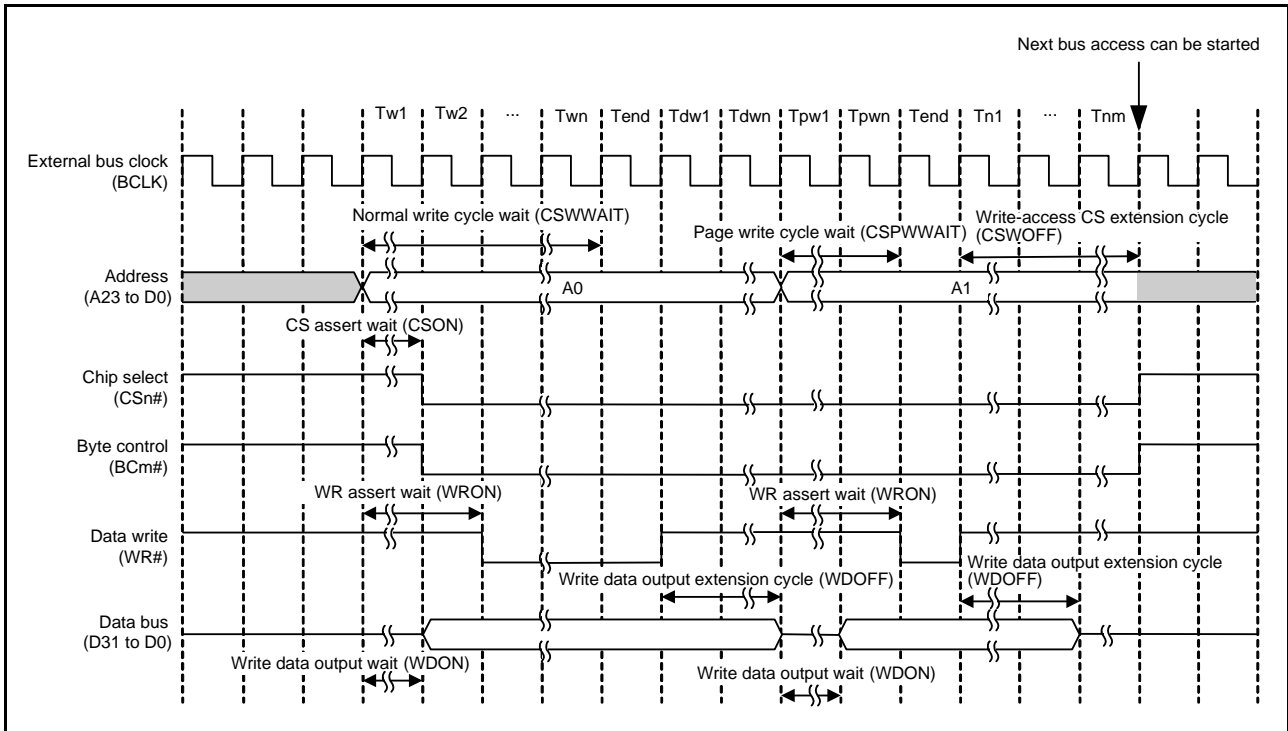 Next bus access can be started
Tw1 Tw2 ... Twn Tend Tdw1 Tdwn Tpw1 Tpwn Tend Tn1 ... Tnm
External bus clock
(BCLK)
Normal write cycle wait (CSWWAIT)
Page write cycle wait (CSPWWAIT)
Write-access CS extension cycle
(CSWOFF)
Address
(A23 to D0)
A0
A1
CS assert wait (CSON)
Chip select
(CSn#)
Byte control
(BCm#)
WR assert wait (WRON)
WR assert wait (WRON)
Data write
(WR#)
Write data output extension cycle (WDOFF)
Write data output extension cycle
(WDOFF)
Data bus
(D31 to D0)
Write data output wait (WDON)
Write data output wait (WDON)